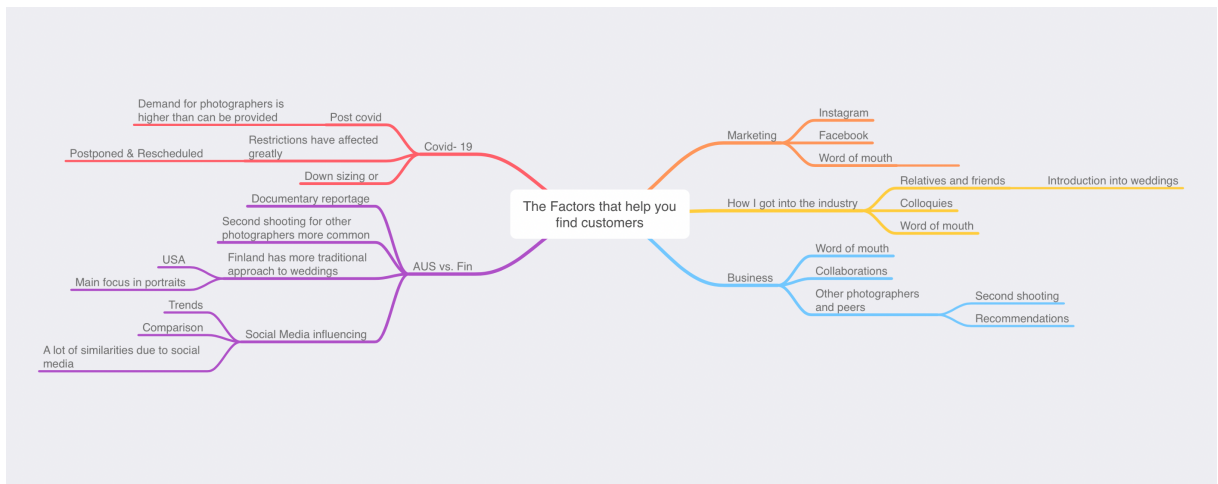 The Factors that help you
find customers
Covid- 19
Post covid
Demand for photographers is
higher than can be provided
Restrictions have affected
greatly
Postponed & Rescheduled
Down sizing or
AUS vs. Fin
Documentary reportage
Second shooting for other
photographers more common
Finland has more traditional
approach to weddings
USA
Main focus in portraits
Social Media influencing
Trends
Comparison
A lot of similarities due to social
media
Marketing
Instagram
Facebook
Word of mouth
How I got into the industry
Relatives and friends
Introduction into weddings
Colloquies
Word of mouth
Business
Word of mouth
Collaborations
Other photographers
and peers
Second shooting
Recommendations